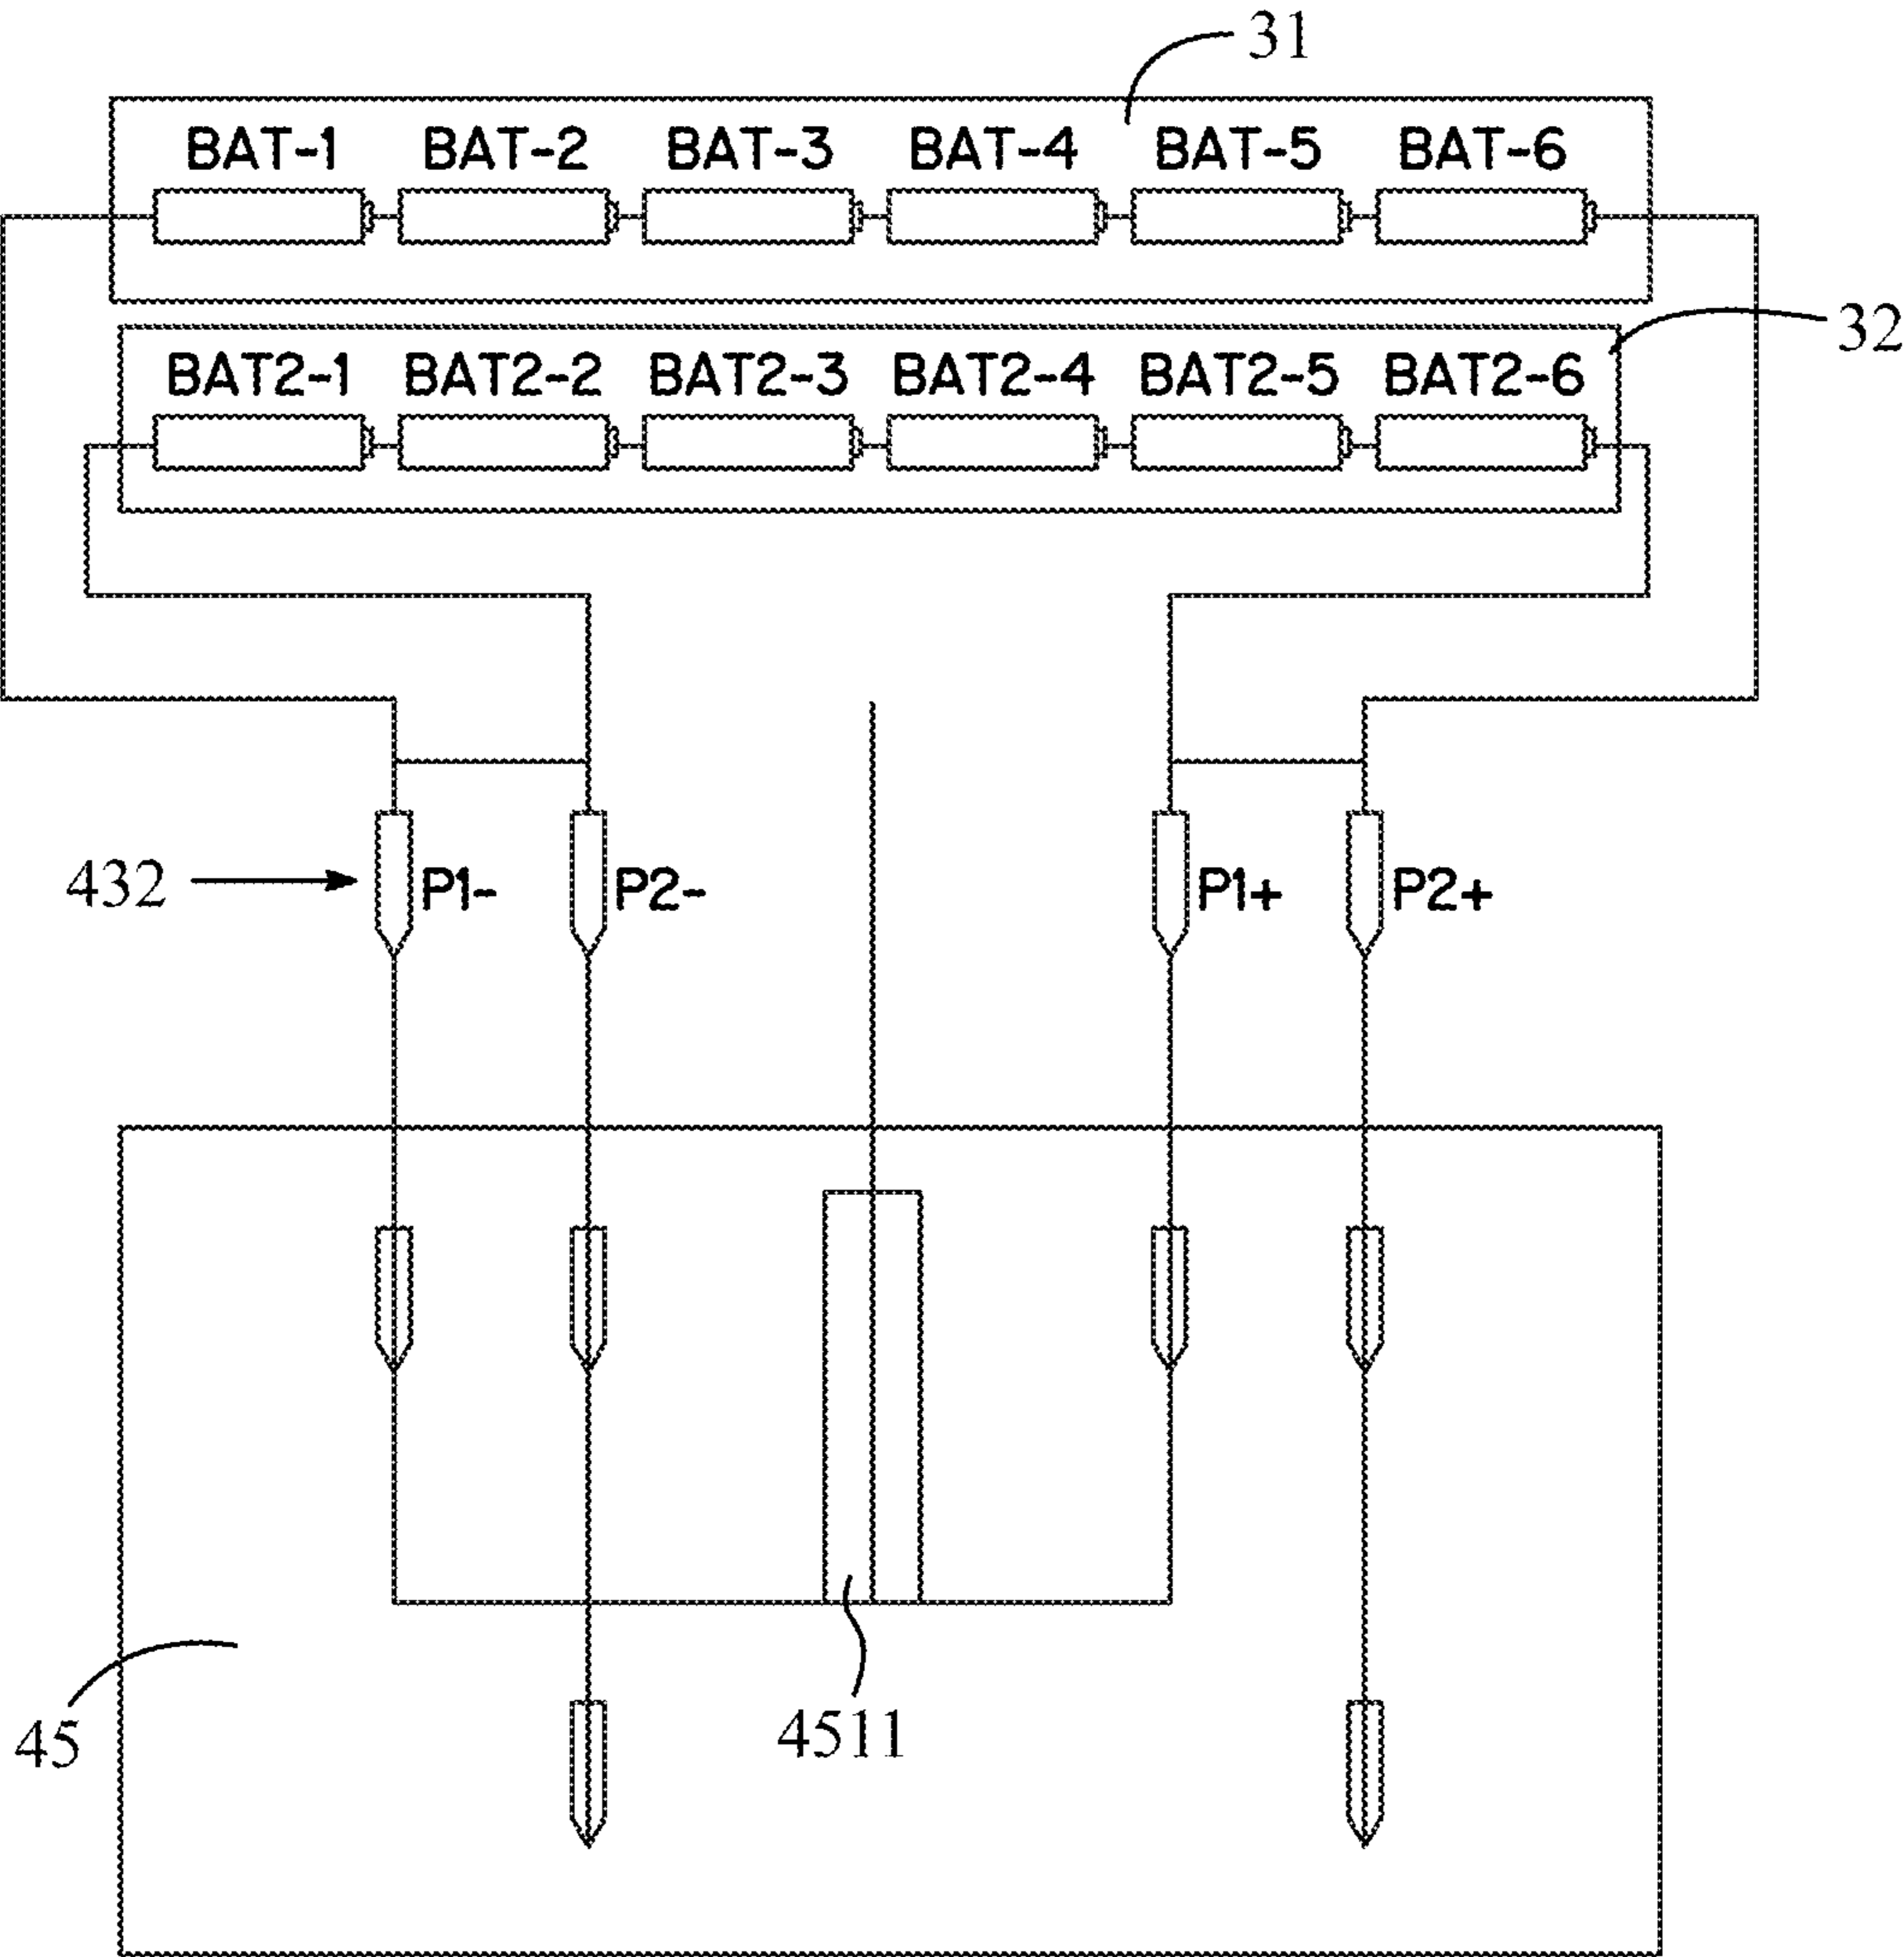 31
BAT-1 BAT-2 BAT-3 BAT-4 BAT-5 BAT-6
32
BAT2-1 BAT2-2 BAT2-3 BAT2-4 BAT2-5 BAT2-6
432 P1- P2- P1+ P2+
45 4511